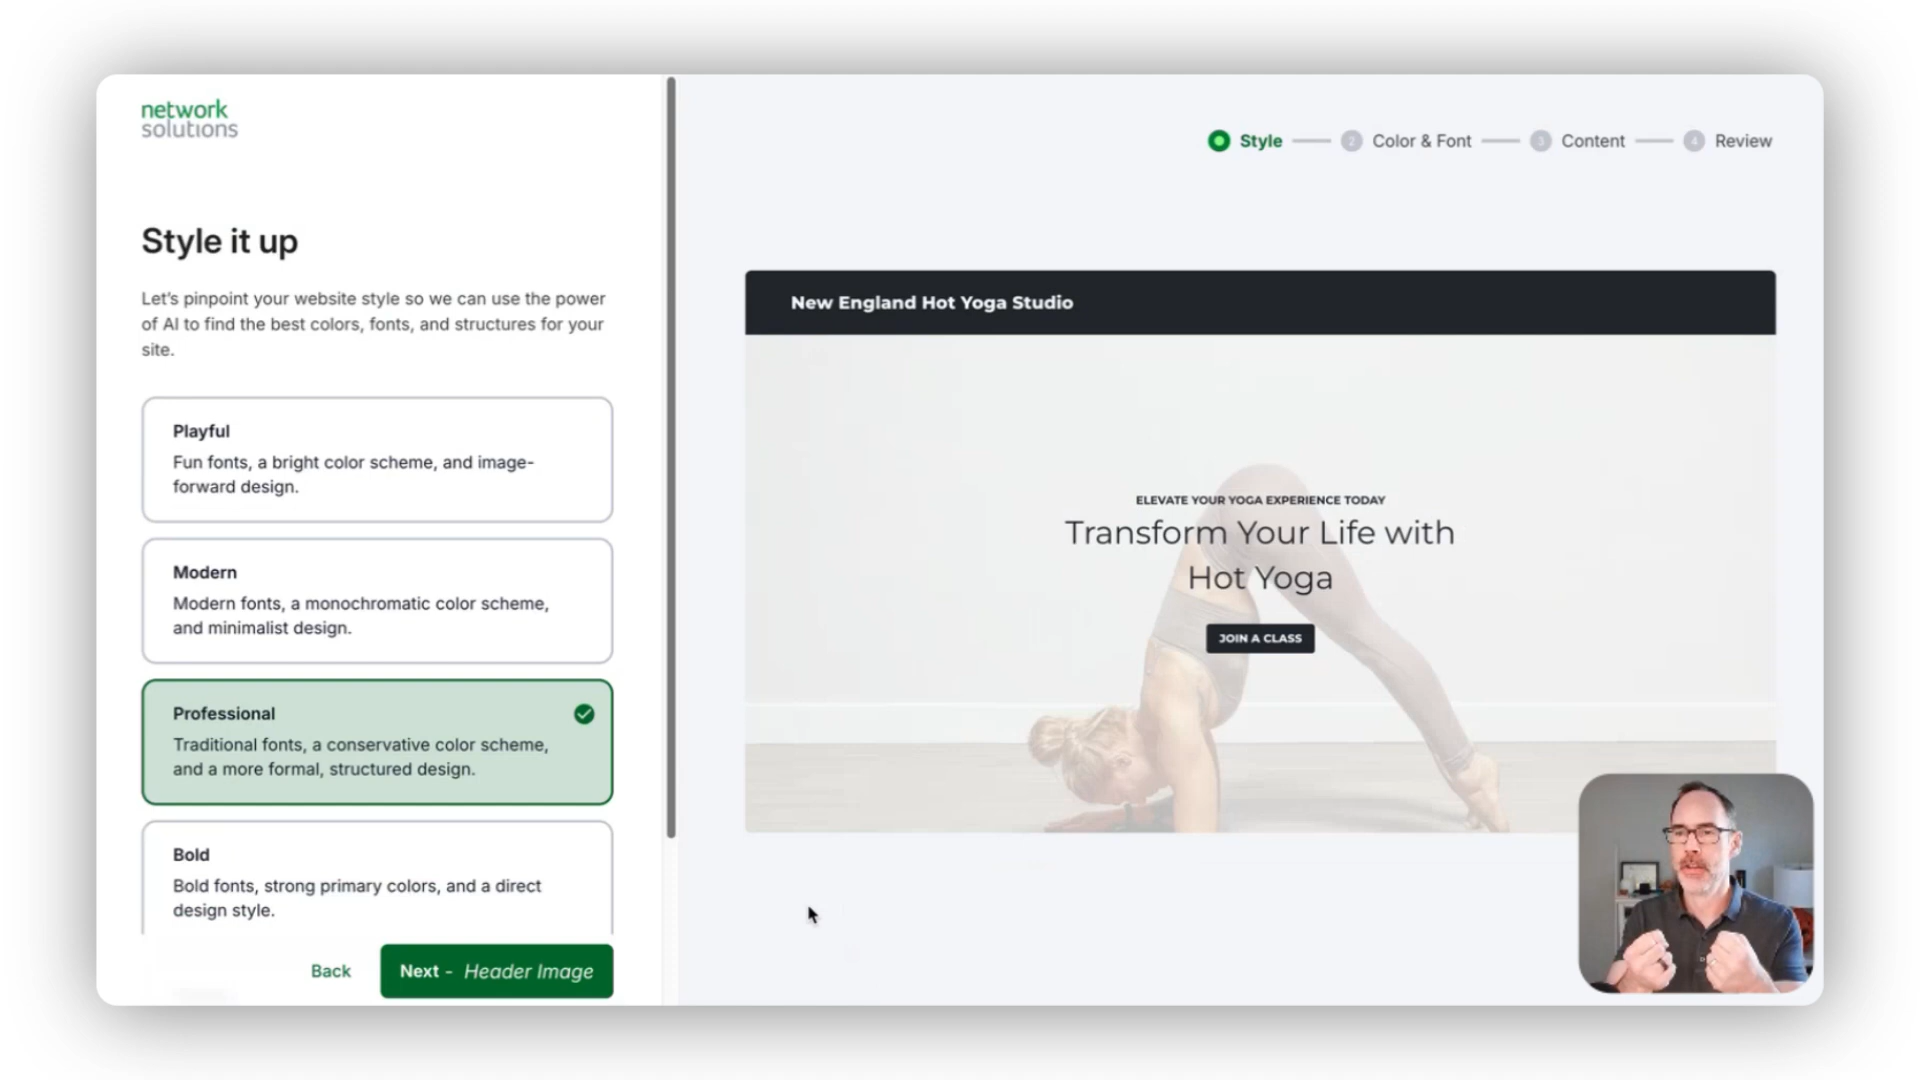 network
solutions
Style
2
Color & Font
3
Content
4
Review
Style it up
Let's pinpoint your website style so we can use the power
of AI to find the best colors, fonts, and structures for your
site.
Playful
Fun fonts, a bright color scheme, and image-
forward design.
Modern
Modern fonts, a monochromatic color scheme,
and minimalist design.
Professional
Traditional fonts, a conservative color scheme,
and a more formal, structured design.
Bold
Bold fonts, strong primary colors, and a direct
design style.
Back
Next - Header Image
New England Hot Yoga Studio
ELEVATE YOUR YOGA EXPERIENCE TODAY
Transform Your Life with
Hot Yoga
JOIN A CLASS